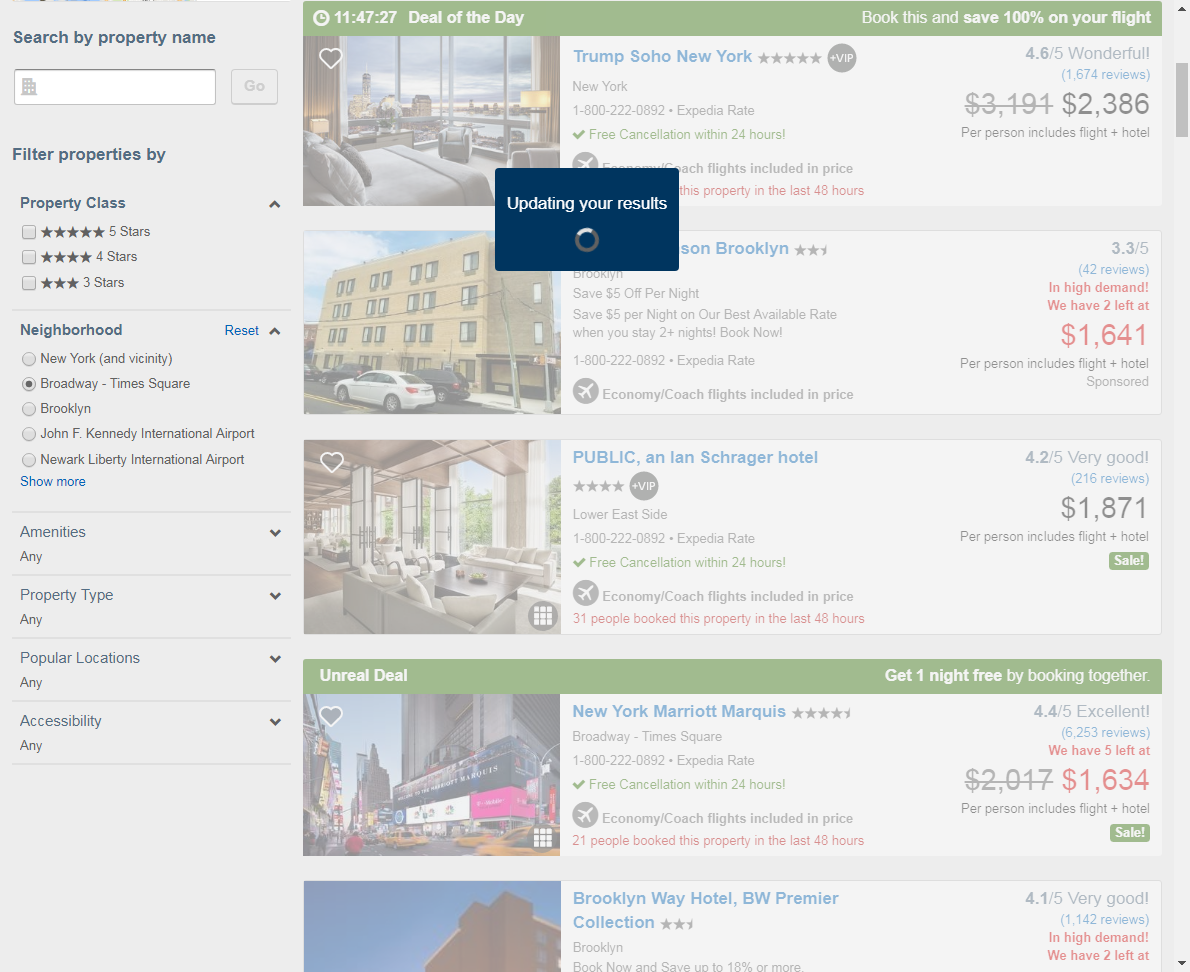 Search by property name
Go
Filter properties by
Property Class
5 Stars
4 Stars
3 Stars
Neighborhood
Reset
New York (and vicinity)
Broadway - Times Square
Brooklyn
John F. Kennedy International Airport
Newark Liberty International Airport
Show more
Amenities
Any
Property Type
Any
Popular Locations
Any
Accessibility
Any
11:47:27 Deal of the Day
Book this and save 100% on your flight
Trump Soho New York
+VIP
New York
1-800-222-0892 • Expedia Rate
Free Cancellation within 24 hours!
Economy/Coach flights included in price
this property in the last 48 hours
4.6/5 Wonderful!
(1,674 reviews)
$3,191 $2,386
Per person includes flight + hotel
Updating your results
son Brooklyn
Brooklyn
Save $5 Off Per Night
Save $5 per Night on Our Best Available Rate
when you stay 2+ nights! Book Now!
1-800-222-0892 • Expedia Rate
Economy/Coach flights included in price
3.3/5
(42 reviews)
In high demand!
We have 2 left at
$1,641
Per person includes flight + hotel
Sponsored
PUBLIC, an Ian Schrager hotel
+VIP
Lower East Side
1-800-222-0892 • Expedia Rate
Free Cancellation within 24 hours!
Economy/Coach flights included in price
31 people booked this property in the last 48 hours
4.2/5 Very good!
(216 reviews)
$1,871
Per person includes flight + hotel
Sale!
Unreal Deal
Get 1 night free by booking together.
New York Marriott Marquis
Broadway - Times Square
1-800-222-0892 • Expedia Rate
Free Cancellation within 24 hours!
Economy/Coach flights included in price
21 people booked this property in the last 48 hours
4.4/5 Excellent!
(6,253 reviews)
We have 5 left at
$2,017 $1,634
Per person includes flight + hotel
Sale!
Brooklyn Way Hotel, BW Premier
Collection
Brooklyn
Book Now and Save up to 18% or more.
4.1/5 Very good!
(1,142 reviews)
In high demand!
We have 2 left at